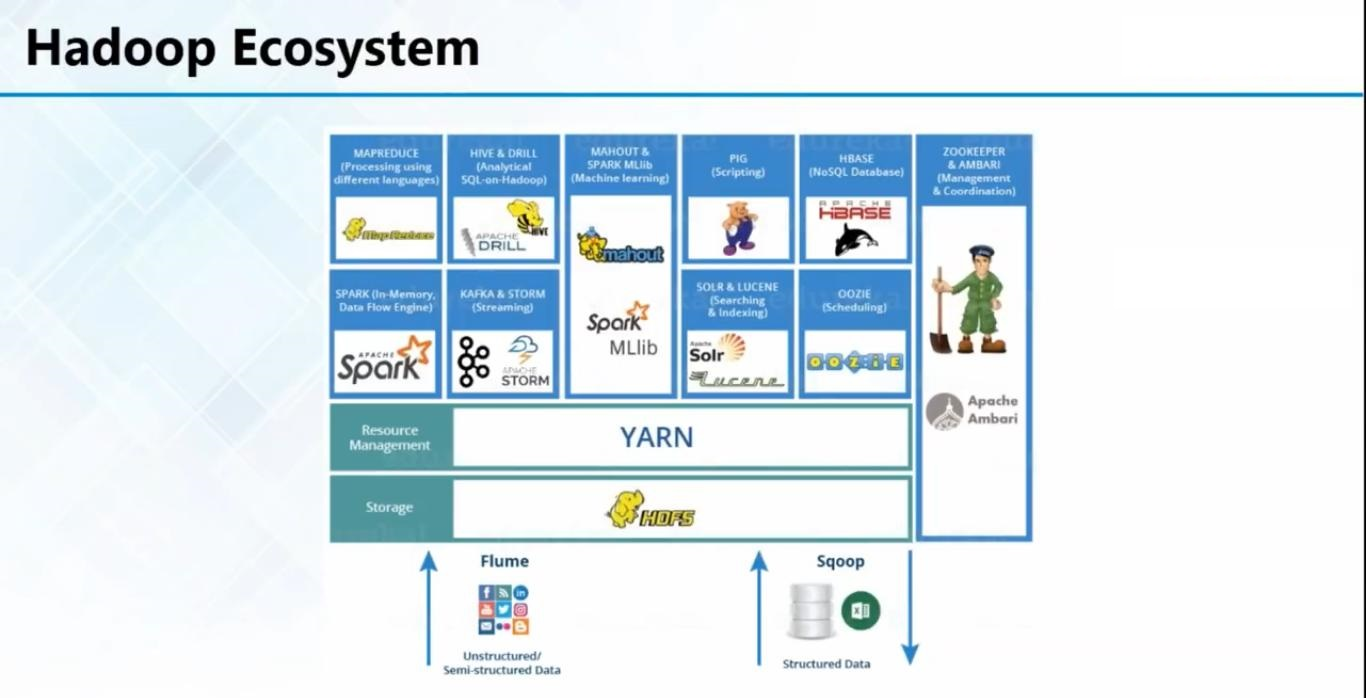 Hadoop Ecosystem
MAPREDUCE
(Processing using
different languages)
MapReduce
HIVE & DRILL
(Analytical
SQL-on-Hadoop)
HIVE
APACHE
DRILL
MAHOUT &
SPARK MLlib
(Machine learning)
mahout
Spark
MLlib
PIG
(Scripting)
HBASE
(NoSQL Database)
APACHE
HBASE
ZOOKEEPER
& AMBARI
(Management
& Coordination)
Apache
Ambari
SPARK (In-Memory,
Data Flow Engine)
APACHE
Spark
KAFKA & STORM
(Streaming)
APACHE
STORM
SOLR & LUCENE
(Searching
& Indexing)
Apache
Solr
Lucene
OOZIE
(Scheduling)
OOZIE
Resource
Management
YARN
Storage
HDFS
Flume
Unstructured/
Semi-structured Data
Sqoop
Structured Data